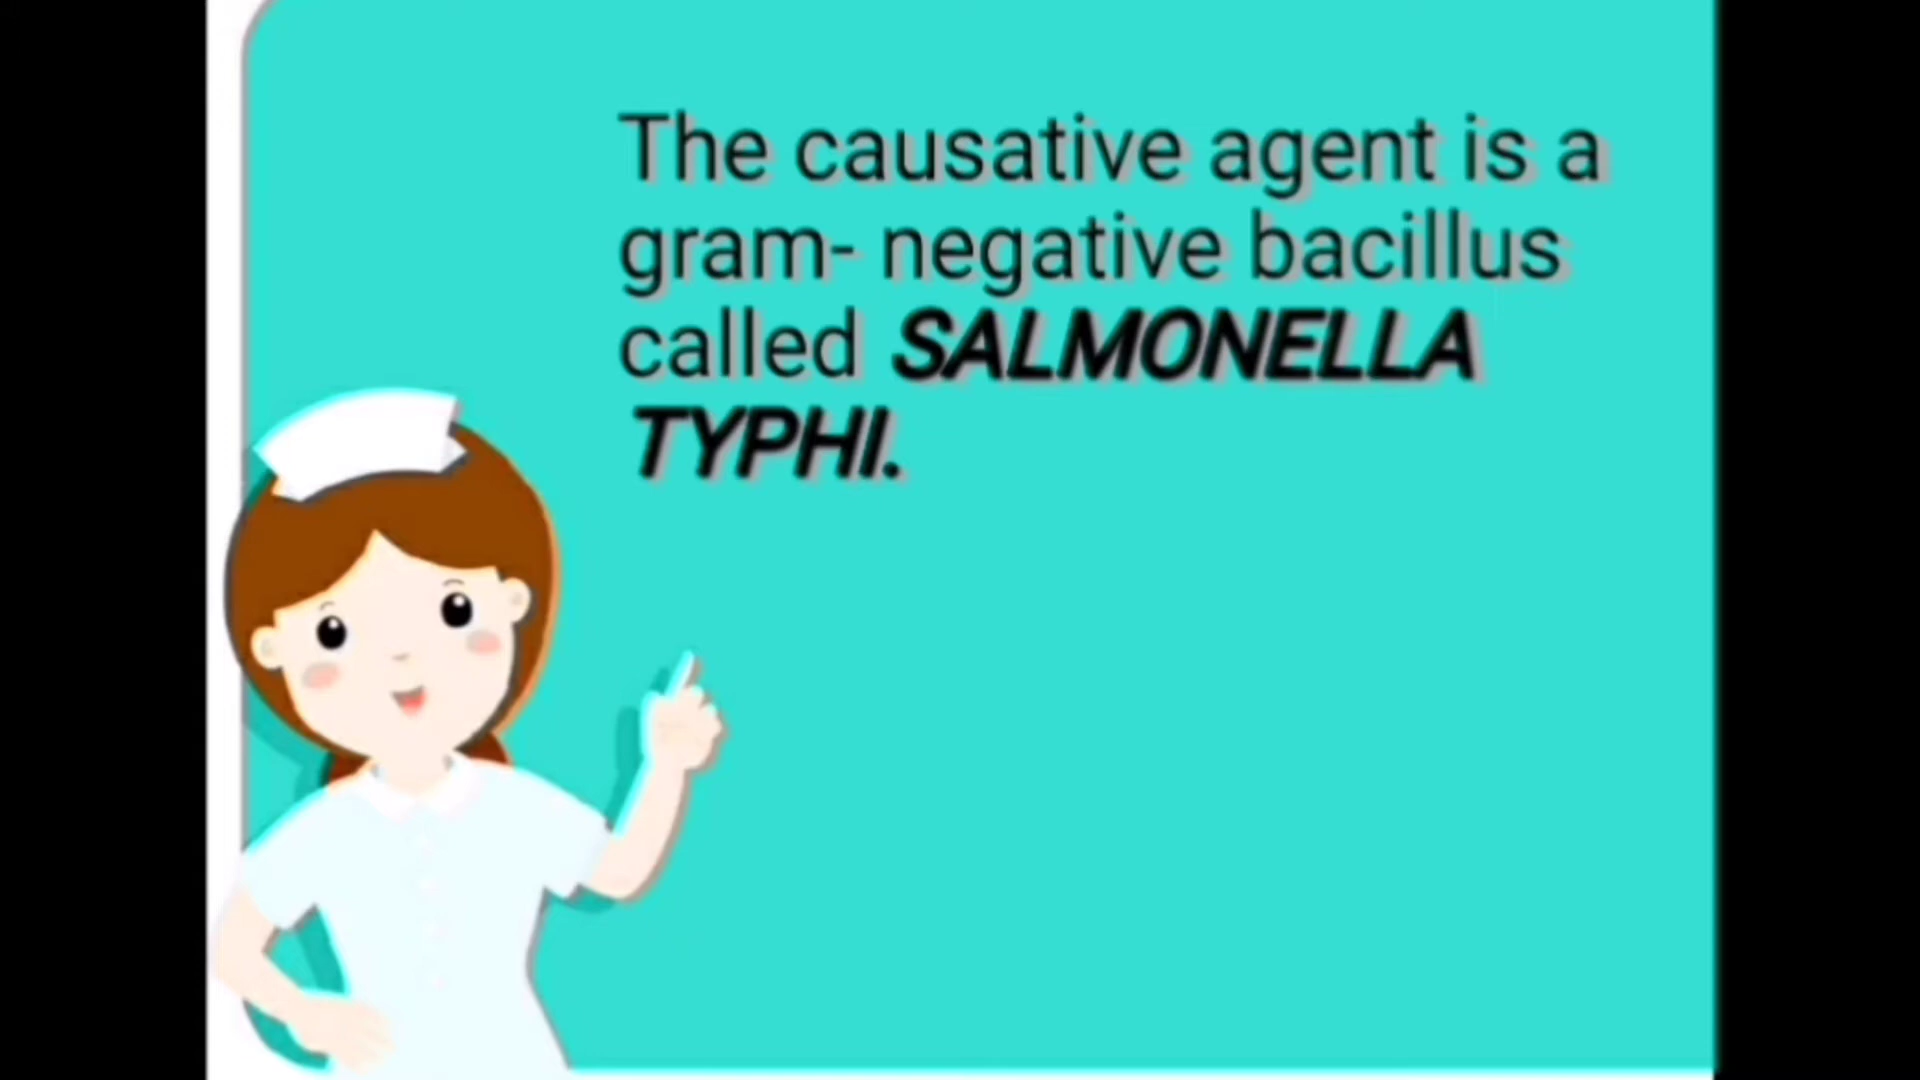 The causative agent is a
gram- negative bacillus
called SALMONELLA
TYPHI.